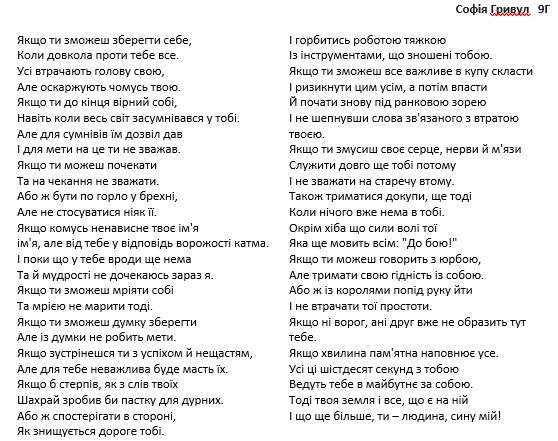 Софія Гривул 9Г
Якщо ти зможеш зберегти себе,
Коли довкола проти тебе все.
Усі втрачають голову свою,
Але оскаржують чомусь твою.
Якщо ти до кінця вірний собі,
Навіть коли весь світ засумнівався у тобі.
Але для сумнівів їм дозвіл дав
І для мети на це ти не зважав.
Якщо ти можеш почекати
Та на чекання не зважати.
Або ж бути по горло у брехні,
Але не стосуватися ніяк її.
Якщо комусь ненависне твоє ім'я
ім'я, але від тебе у відповідь ворожості катма.
І поки що у тебе вроди ще нема
Та й мудрості не дочекаюсь зараз я.
Якщо ти зможеш мріяти собі
Та мрією не марити тоді.
Якщо ти зможеш думку зберегти
Але із думки не робить мети.
Якщо зустрінешся ти з успіхом й нещастям,
Але для тебе неважлива буде масть їх.
Якщо б стерпів, як з слів твоїх
Шахрай зробив би пастку для дурних.
Або ж спостерігати в стороні,
Як знищується дороге тобі.
І горбитись роботою тяжкою
Із інструментами, що зношені тобою.
Якщо ти зможеш все важливе в купу скласти
І ризикнути цим усім, а потім впасти
Й почати знову під ранковою зорею
І не шепнувши слова зв'язаного з втратою
твоєю.
Якщо ти змусиш своє серце, нерви й м'язи
Служити довго ще тобі потому
І не зважати на старечу втому.
Також триматися докупи, ще тоді
Коли нічого вже нема в тобі.
Окрім хіба що сили волі тої
Яка ще мовить всім: "До бою!"
Якщо ти можеш говорить з юрбою,
Але тримати свою гідність із собою.
Або ж із королями попід руку йти
І не втрачати тої простоти.
Якщо ні ворог, ані друг вже не образить тут
тебе.
Якщо хвилина пам'ятна наповнює усе.
Усі ці шістдесят секунд з тобою
Ведуть тебе в майбутнє за собою.
Тоді твоя земля і все, що є на ній
І що ще більше, ти – людина, сину мій!